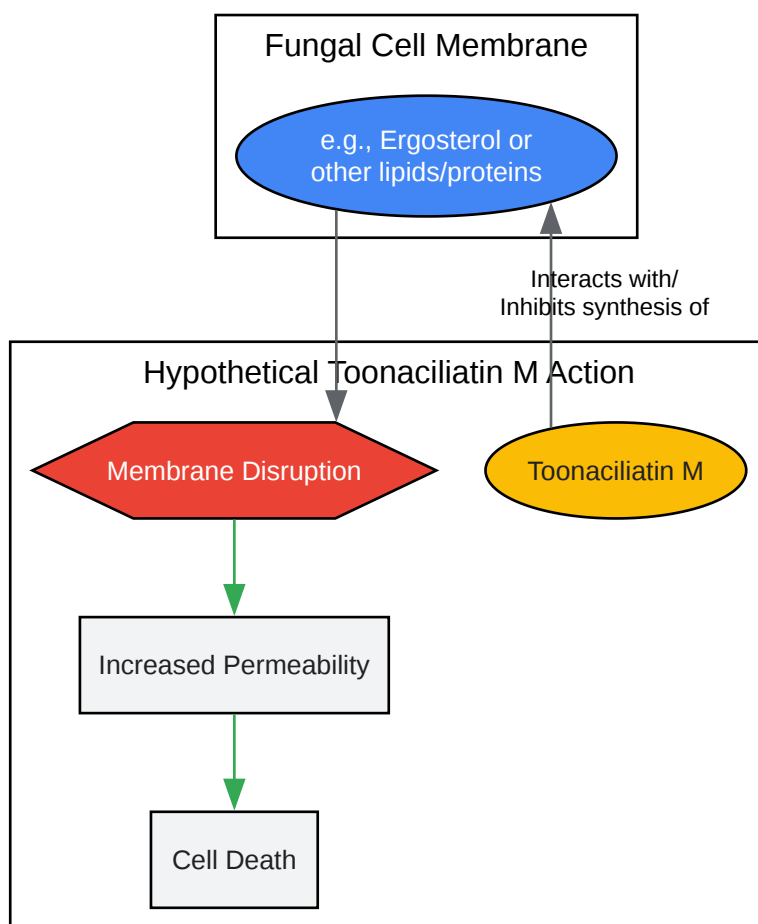 Fungal Cell Membrane
e.g., Ergosterol or
other lipids/proteins
Interacts with/
Inhibits synthesis of
Hypothetical Toonaciliatin M Action
Membrane Disruption
Toonaciliatin M
Increased Permeability
Cell Death